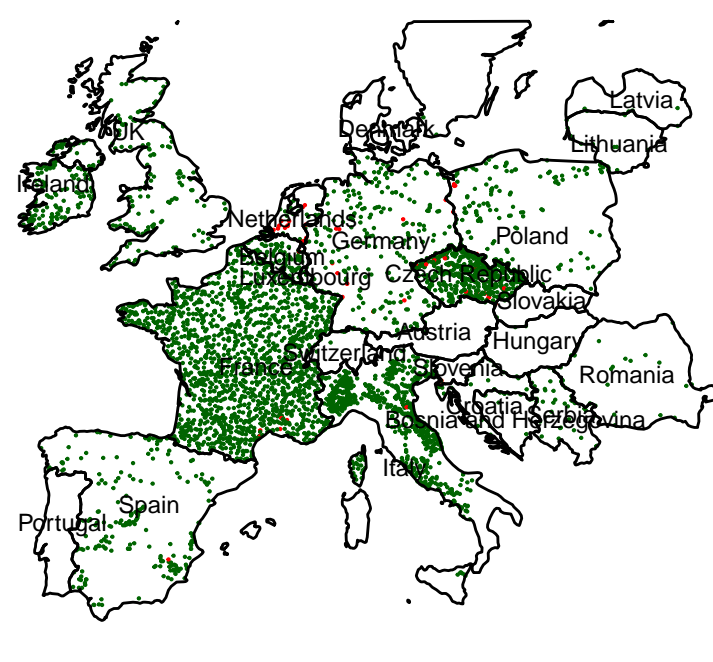 Latvia
UK
Denmark
Lithuania
Ireland
Netherlands
Poland
Germany
Belgium
Czech Republic
Luxembourg
Slovakia
Austria
Hungary
Switzerland
France
Slovenia
Romania
Croatia
Serbia
Bosnia and Herzegovina
Italy
Spain
Portugal